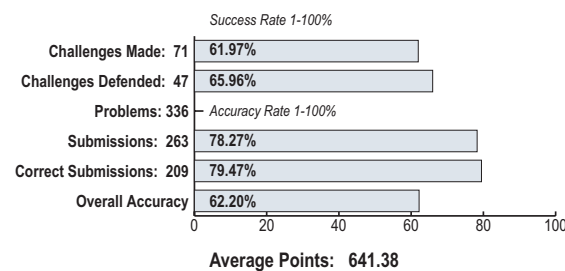 Success Rate 1-100%
Challenges Made: 71 61.97%
Challenges Defended: 47 65.96%
Problems: 336 Accuracy Rate 1-100%
Submissions: 263 78.27%
Correct Submissions: 209 79.47%
Overall Accuracy 62.20%
0 20 40 60 80 100
Average Points: 641.38